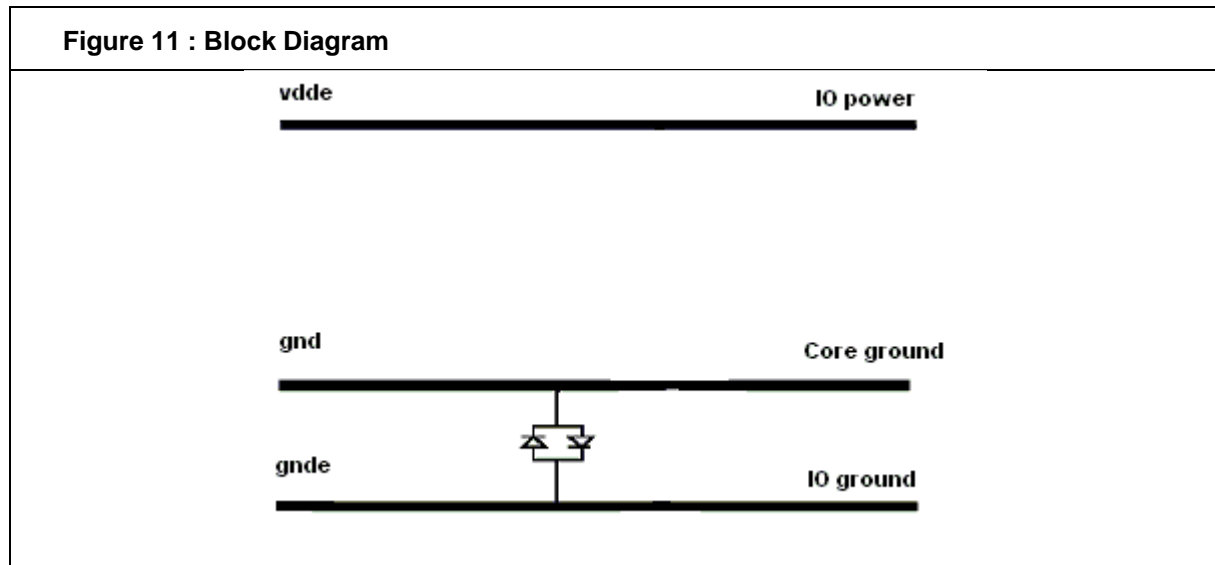 Figure 11 : Block Diagram
vdde IO power
gnd Core ground
gnde IO ground